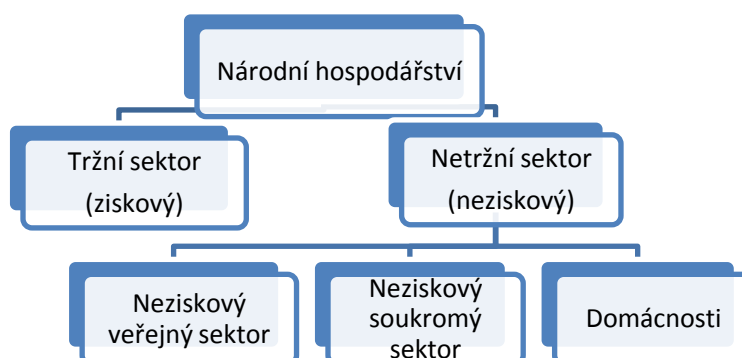 Národní hospodářství
Tržní sektor
(ziskový)
Netržní sektor
(neziskový)
Neziskový
veřejný sektor
Neziskový
soukromý
sektor
Domácnosti